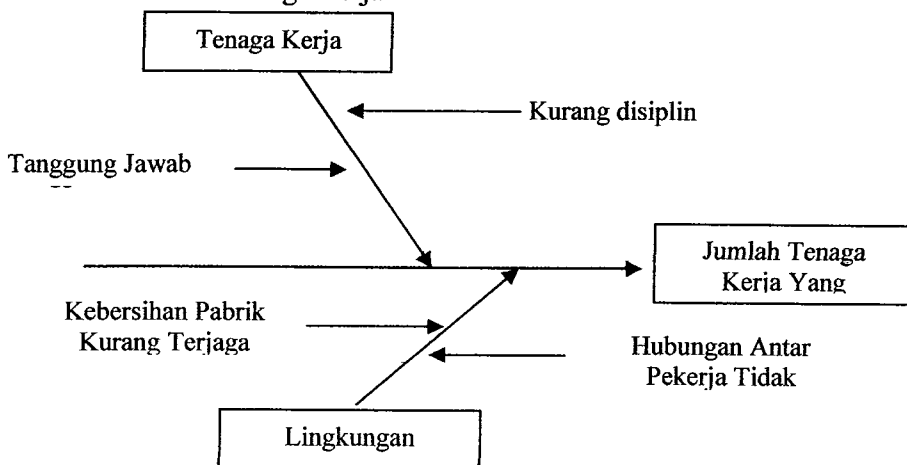 Tenaga Kerja
Kurang disiplin
Tanggung Jawab
Jumlah Tenaga
Kerja Yang
Kebersihan Pabrik
Kurang Terjaga
Hubungan Antar
Pekerja Tidak
Lingkungan